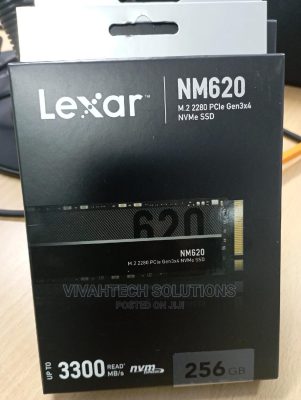 Lexar
NM620
M.2 2280 PCIe Gen3x4
NVMe SSD
620
NM620
M.2 2280 PCIe Gen3x4 NVMe SSD
VIVAHTECH SOLUTIONS
POSTED ON JIJI
UP TO 3300 READ MB/s
nvm
256 GB